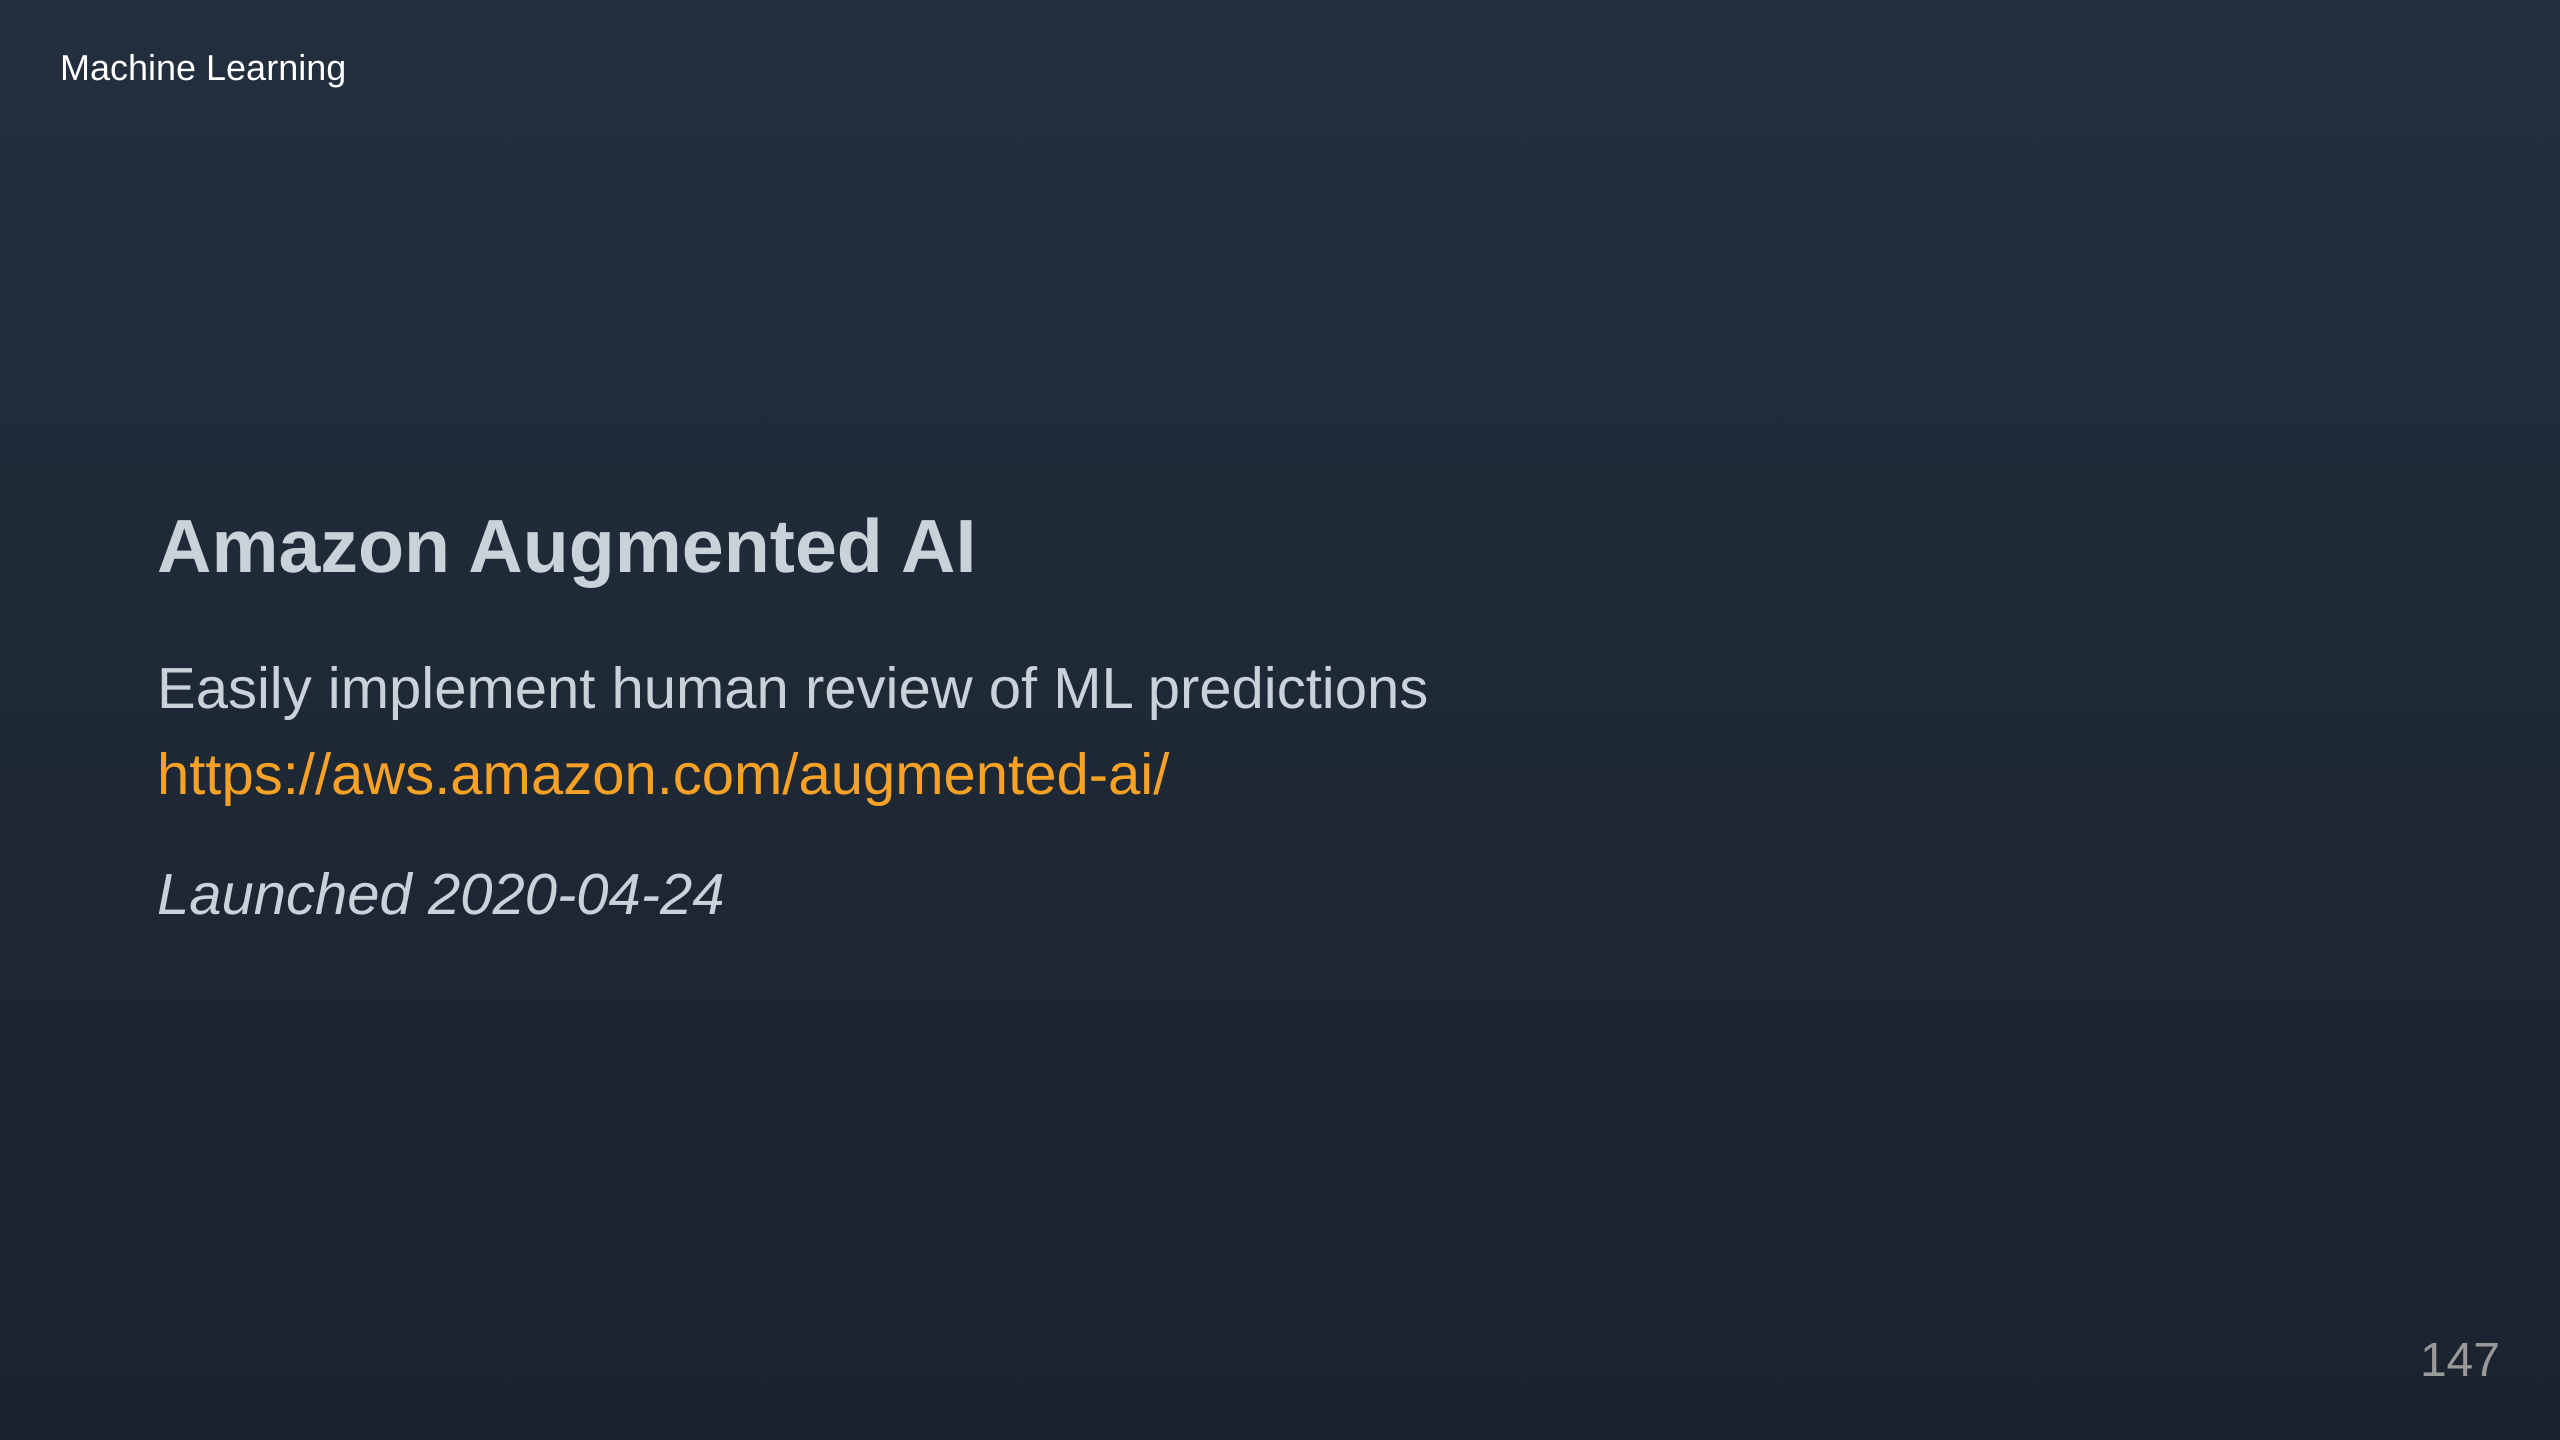 Machine Learning
Amazon Augmented AI
Easily implement human review of ML predictions
https://aws.amazon.com/augmented-ai/
Launched 2020-04-24
147